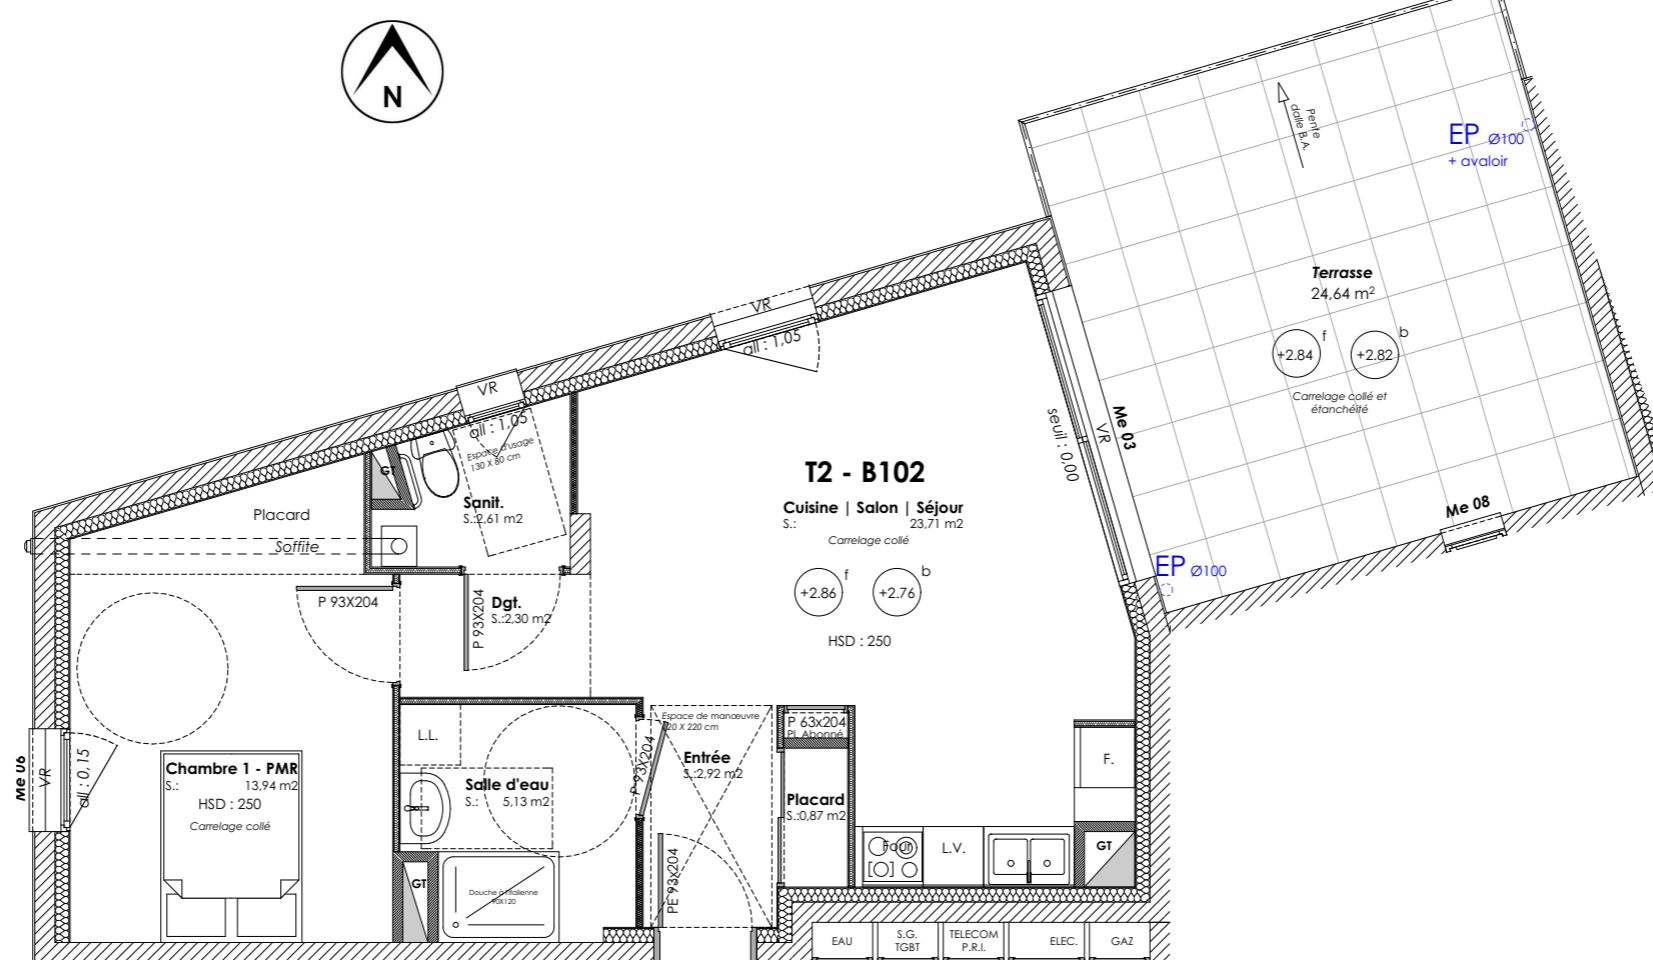 N
Pente
dalle B.A.
EP Ø100
+ avaloir
Terrasse
24,64 m²
+2.84 f
+2.82 b
Carrelage collé et
étanchéité
VR
all : 1,05
VR
all : 1,05
Espace d'usage
130 X 80 cm
GT
Sanit.
S.:2,61 m2
Placard
Soffite
P 93X204
P 93X204
Dgt.
S.:2,30 m2
T2 - B102
Cuisine | Salon | Séjour
S.: 23,71 m2
Carrelage collé
+2.86 f
+2.76 b
HSD : 250
seuil : 0,00
VR
Me 03
Me 08
EP Ø100
Me 06
VR
all : 0,15
Chambre 1 - PMR
S.: 13,94 m2
HSD : 250
Carrelage collé
L.L.
Salle d'eau
S.: 5,13 m2
P 93X204
GT
Douche à l'italienne
90X120
Espace de manœuvre
X 220 cm
Entrée
S.:2,92 m2
PE 93x204
P 63x204
Pl. Abonné
Placard
S.:0,87 m2
Four
L.V.
F.
GT
EAU
S.G.
TGBT
TELECOM
P.R.I.
ELEC.
GAZ